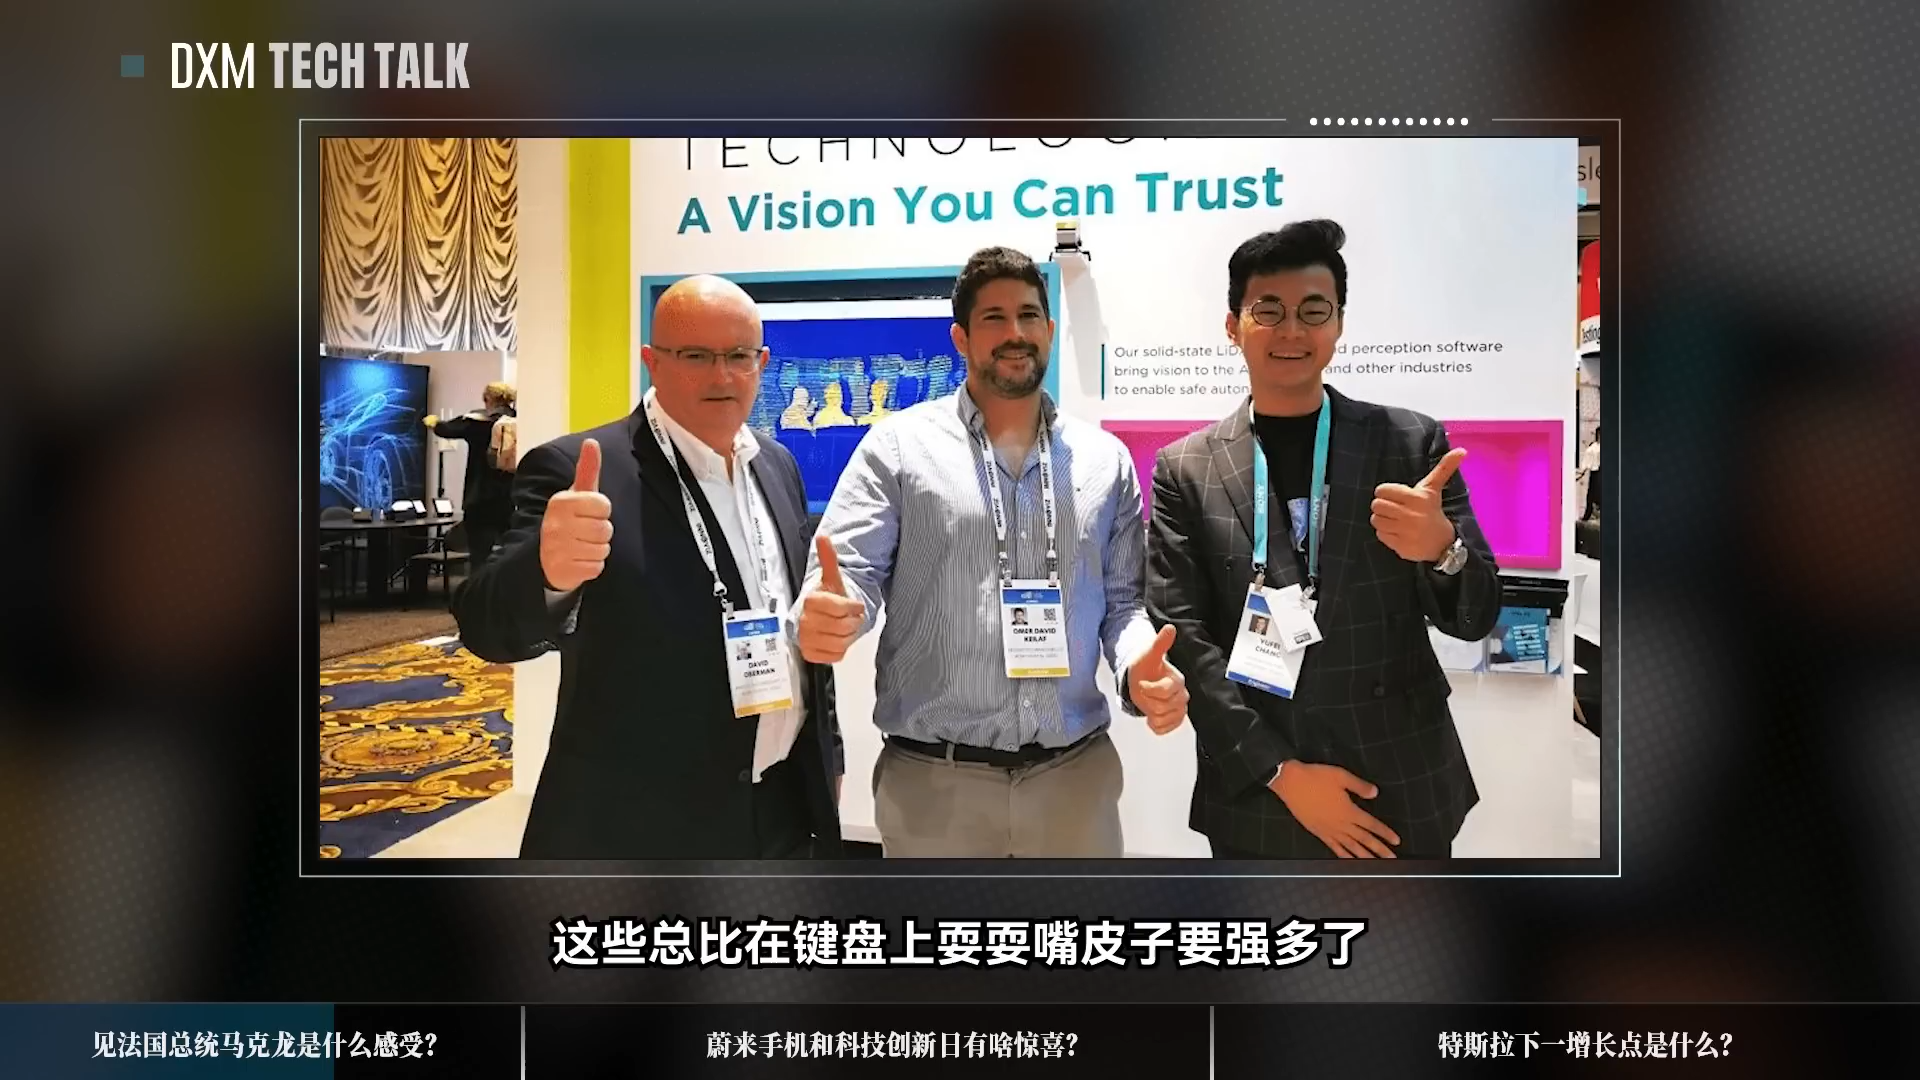 DXM TECH TALK
A Vision You Can Trust
Our solid-state LiD d perception software
bring vision to the A and other industries
to enable safe auton
DAVID
OBERMAN
OMER DAVID
KEILAF
YUFEI
CHANG
这些总比在键盘上耍耍嘴皮子要强多了
见法国总统马克龙是什么感受?
蔚来手机和科技创新日有啥惊喜?
特斯拉下一增长点是什么?